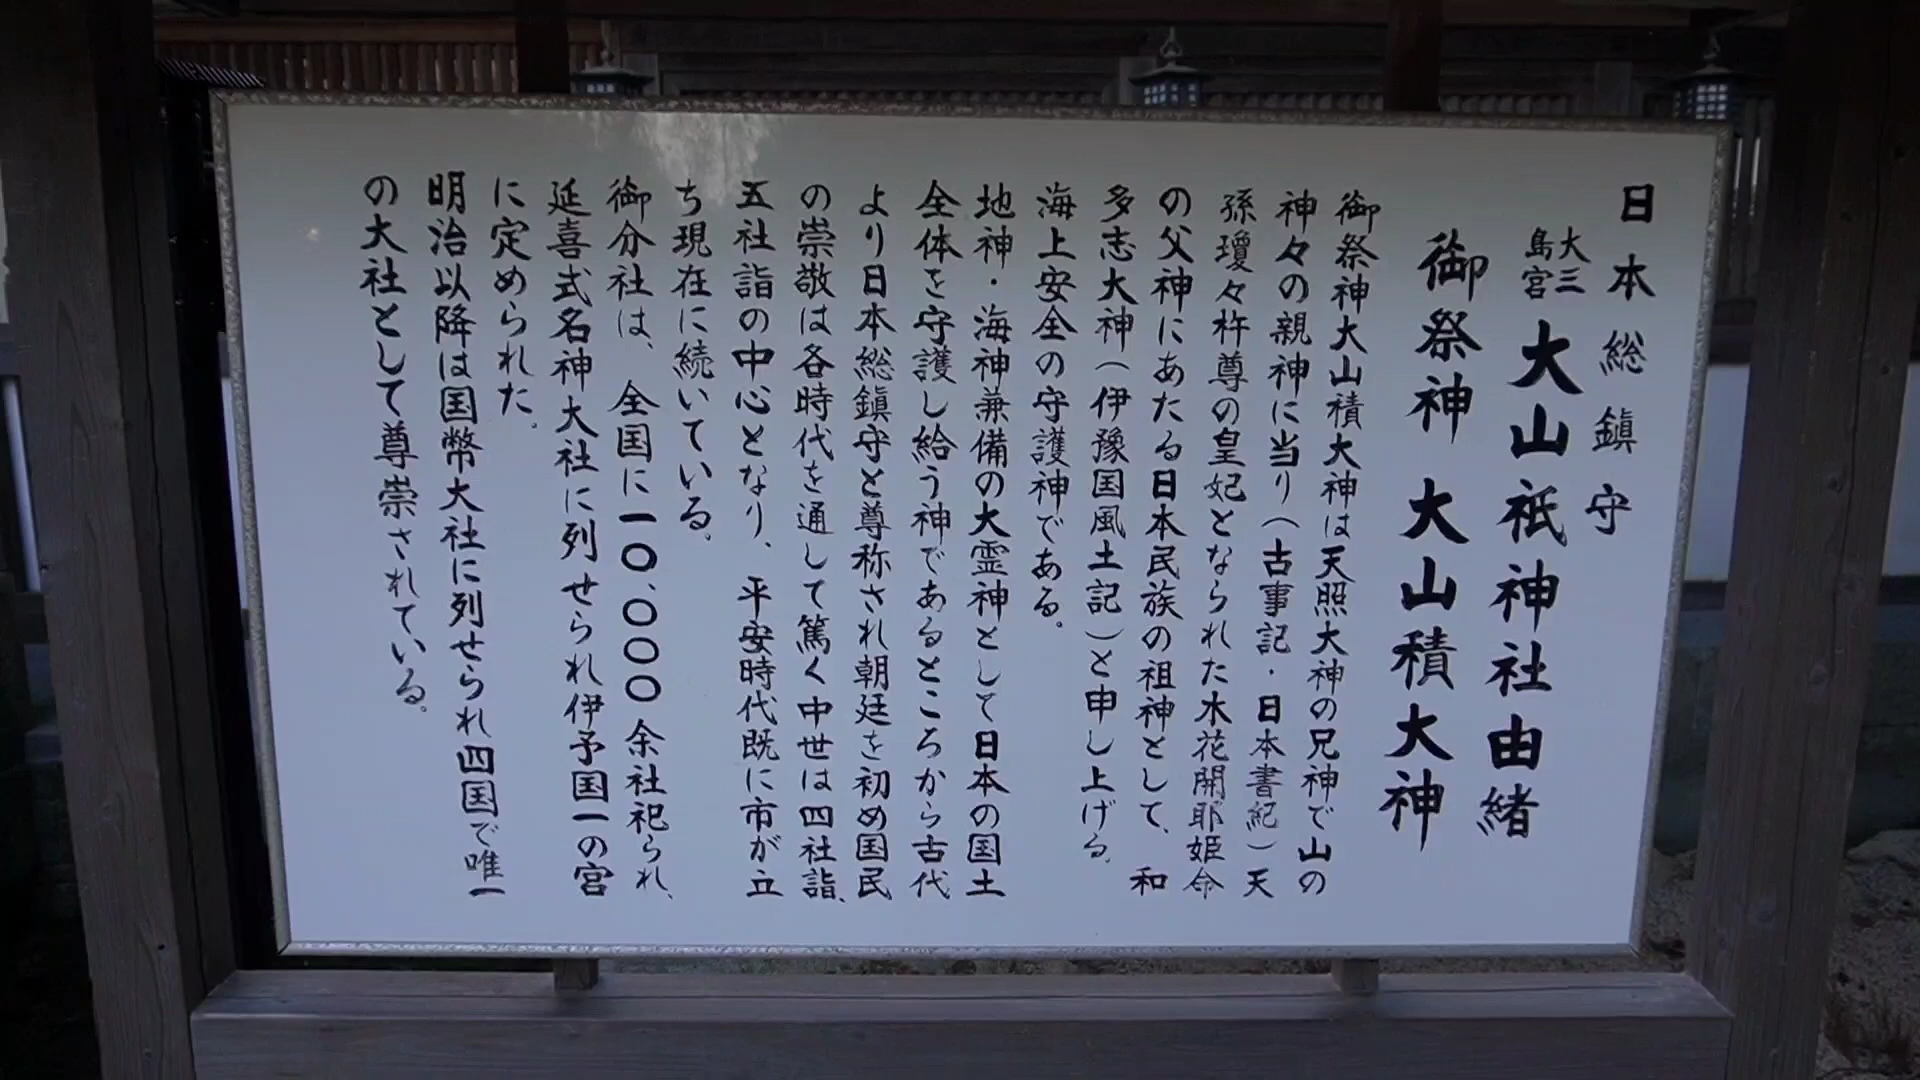 日本総鎮守
大三島宮 大山祇神社由緒
御祭神 大山積大神
御祭神大山積大神は天照大神の兄神で山の
神々の親神に当り（古事記・日本書紀）天
孫瓊々杵尊の皇妃となられた木花開耶姫命
の父神にあたる日本民族の祖神として、和
多志大神（伊豫国風土記）と申し上げる。
海上安全の守護神である。
地神・海神兼備の大霊神として日本の国土
全体を守護し給う神であるところから古代
より日本総鎮守と尊称され朝廷を初め国民
の崇敬は各時代を通して篤く中世は四社詣、
五社詣の中心となり、平安時代既に市が立
ち現在に続いている。
御分社は、全国に一〇、〇〇〇余社祀られ、
延喜式名神大社に列せられ伊予国一の宮
に定められた。
明治以降は国幣大社に列せられ四国で唯一
の大社として尊崇されている。